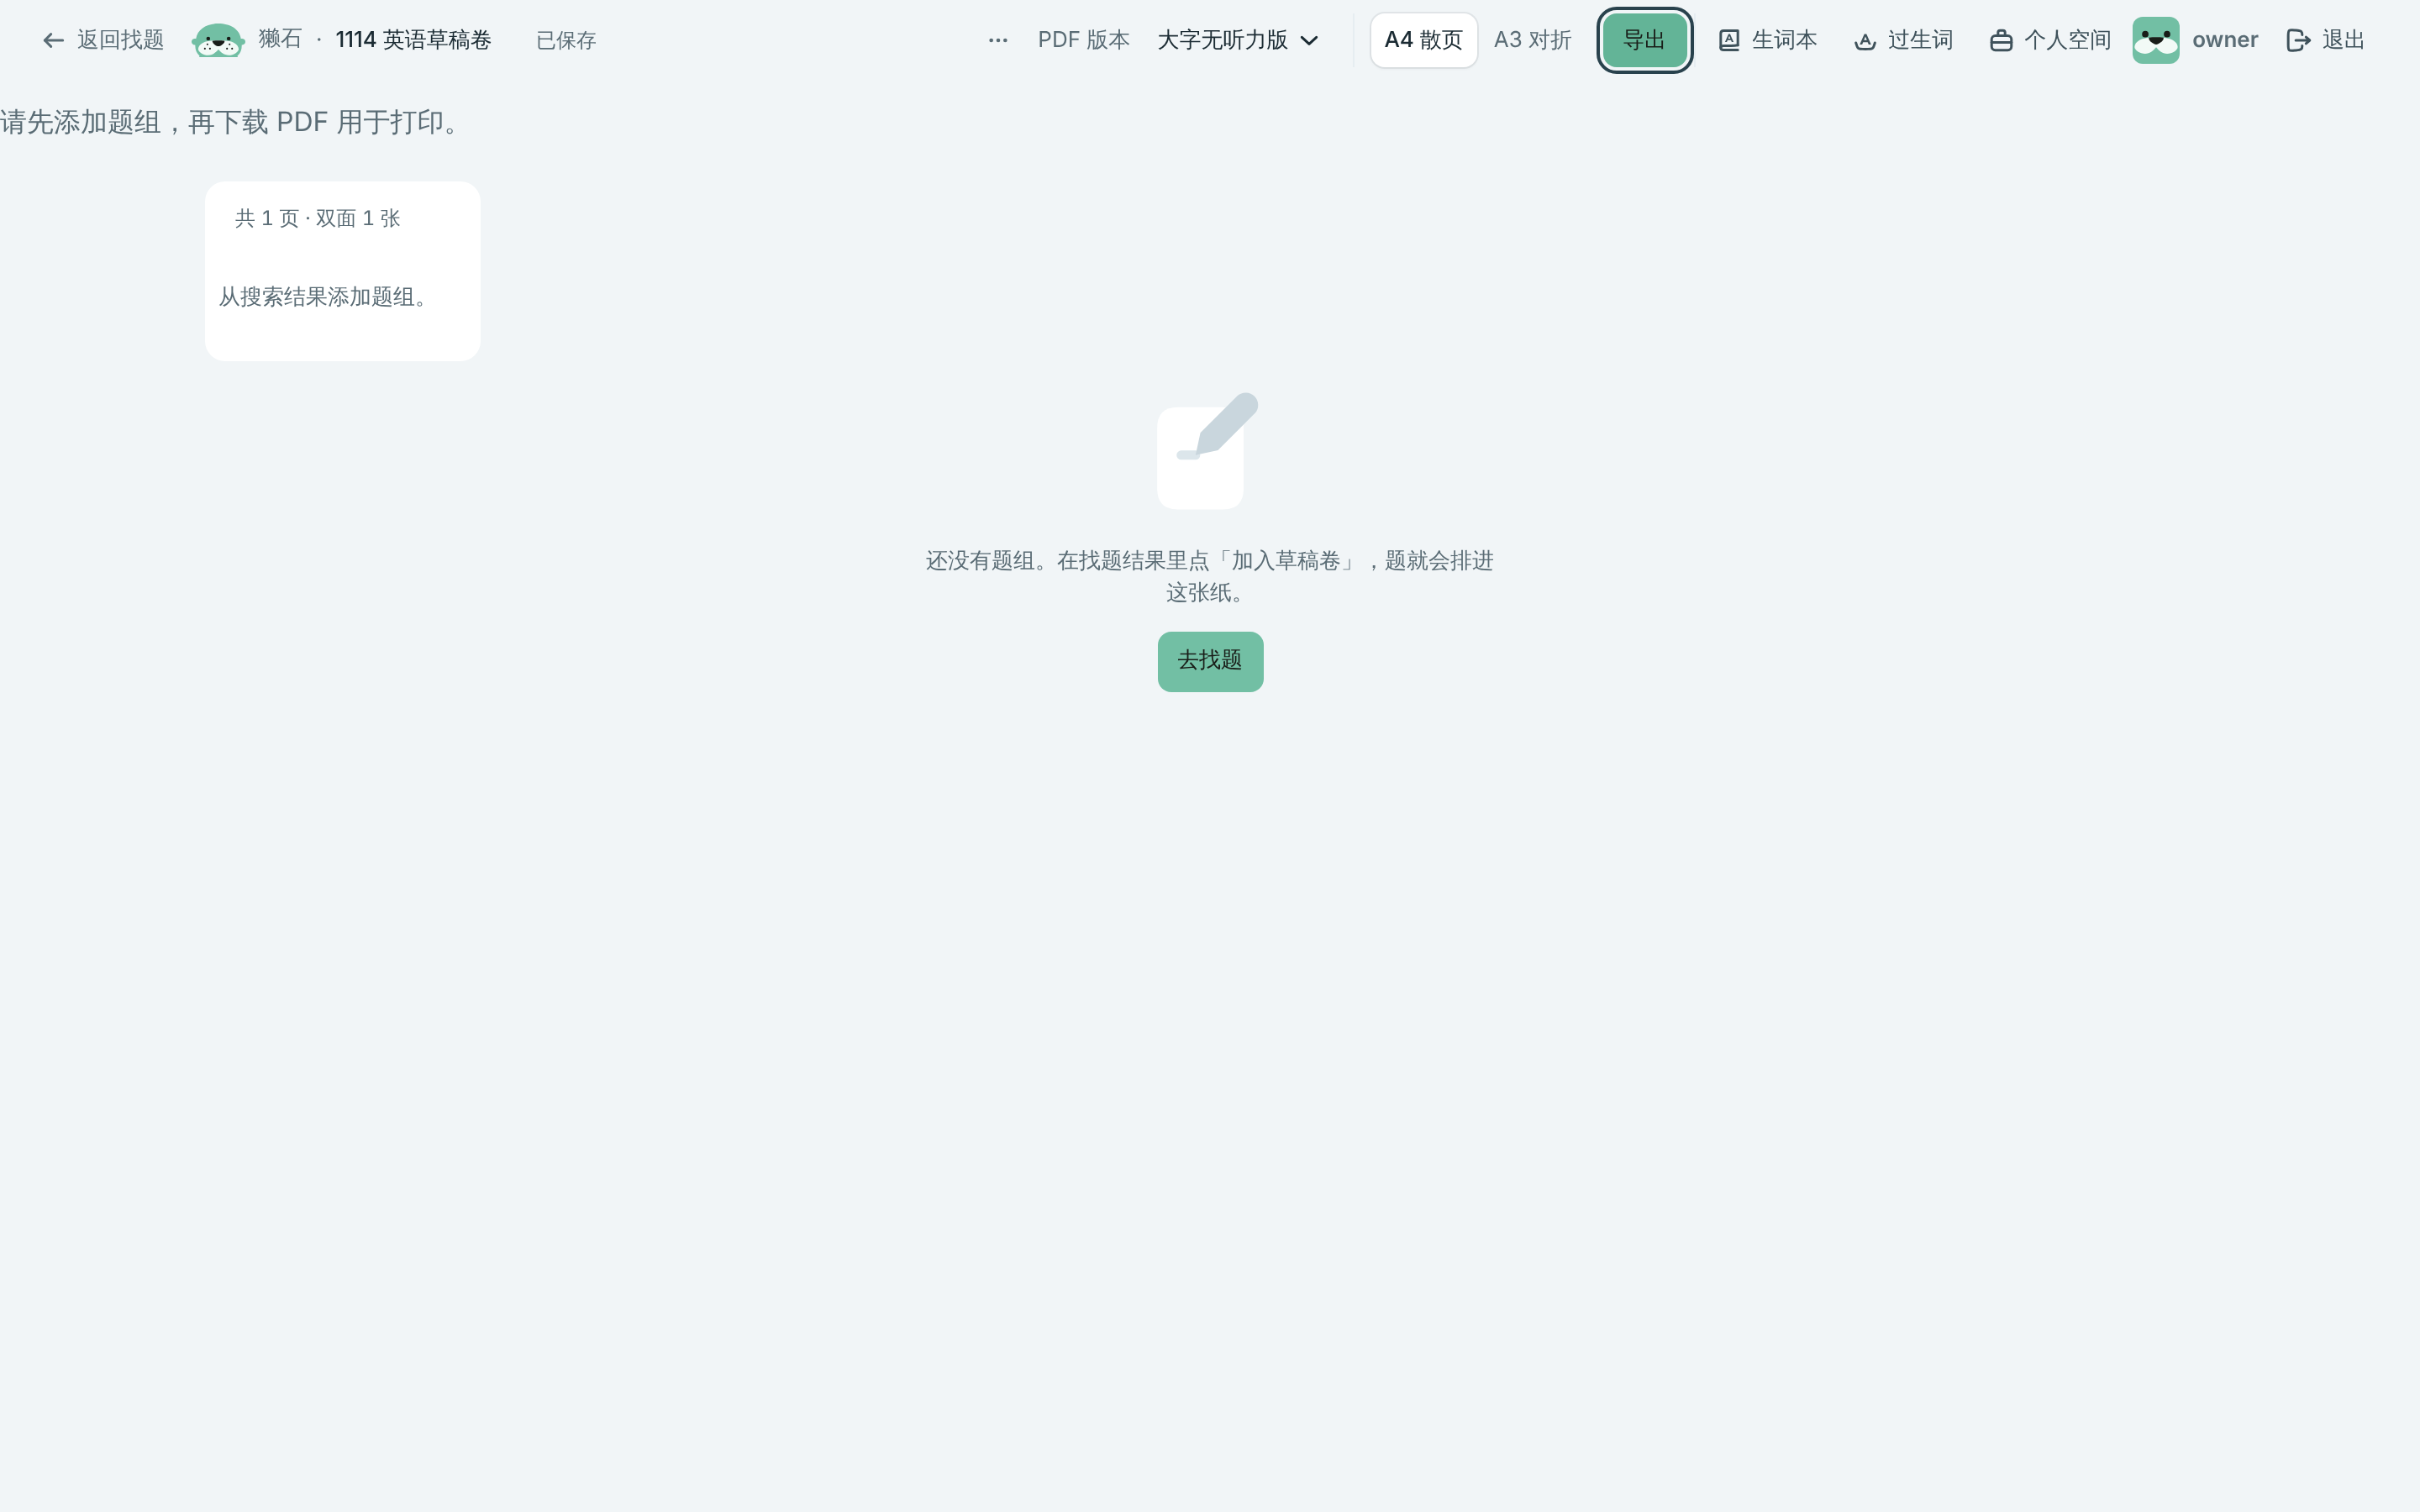 返回找题 獭石 · 1114 英语草稿卷 已保存 ··· PDF 版本 大字无听力版 A4 散页 A3 对折 导出 生词本 过生词 个人空间 owner 退出
请先添加题组，再下载 PDF 用于打印。
共 1 页 · 双面 1 张
从搜索结果添加题组。
还没有题组。在找题结果里点「加入草稿卷」，题就会排进
这张纸。
去找题